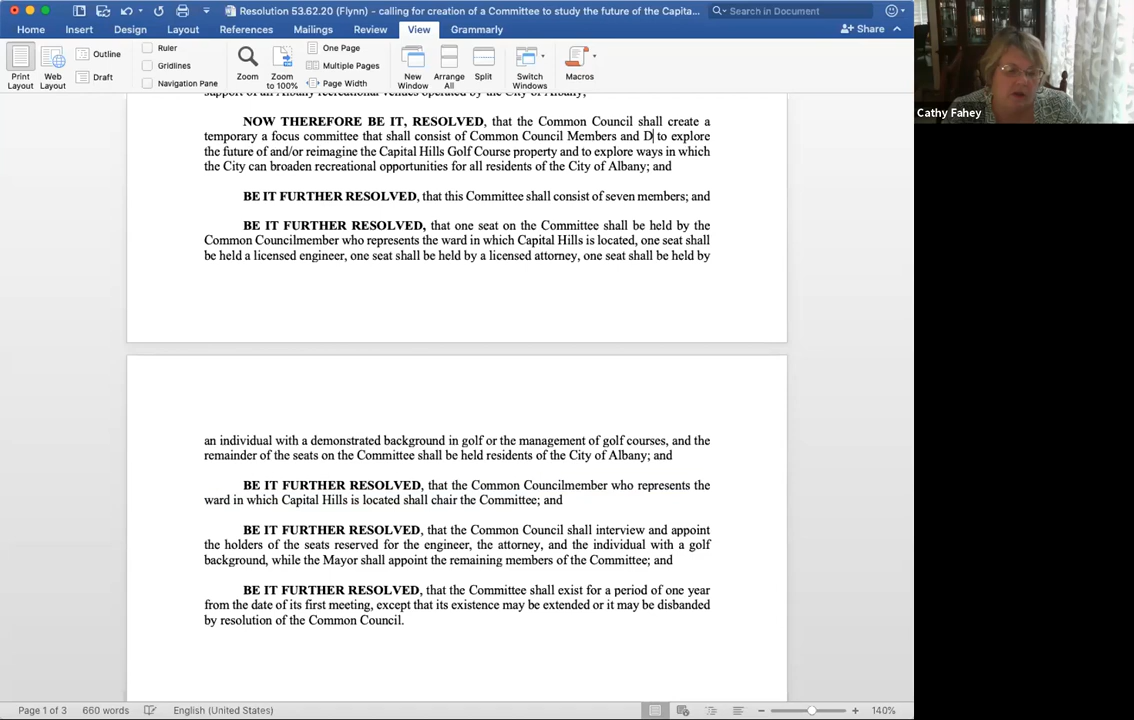 Resolution 53.62.20 (Flynn) - calling for creation of a Committee to study the future of the Capita...
Search in Document
Home Insert Design Layout References Mailings Review View Grammarly
Share
Print Layout
Web Layout
Outline
Draft
Ruler
Gridlines
Navigation Pane
Zoom
Zoom to 100%
One Page
Multiple Pages
Page Width
New Window
Arrange All
Split
Switch Windows
Macros
Cathy Fahey
support of all Albany recreational venues operated by the City of Albany;
NOW THEREFORE BE IT, RESOLVED, that the Common Council shall create a
temporary a focus committee that shall consist of Common Council Members and D to explore
the future of and/or reimagine the Capital Hills Golf Course property and to explore ways in which
the City can broaden recreational opportunities for all residents of the City of Albany; and
BE IT FURTHER RESOLVED, that this Committee shall consist of seven members; and
BE IT FURTHER RESOLVED, that one seat on the Committee shall be held by the
Common Councilmember who represents the ward in which Capital Hills is located, one seat shall
be held a licensed engineer, one seat shall be held by a licensed attorney, one seat shall be held by
an individual with a demonstrated background in golf or the management of golf courses, and the
remainder of the seats on the Committee shall be held residents of the City of Albany; and
BE IT FURTHER RESOLVED, that the Common Councilmember who represents the
ward in which Capital Hills is located shall chair the Committee; and
BE IT FURTHER RESOLVED, that the Common Council shall interview and appoint
the holders of the seats reserved for the engineer, the attorney, and the individual with a golf
background, while the Mayor shall appoint the remaining members of the Committee; and
BE IT FURTHER RESOLVED, that the Committee shall exist for a period of one year
from the date of its first meeting, except that its existence may be extended or it may be disbanded
by resolution of the Common Council.
Page 1 of 3 660 words English (United States) 140%